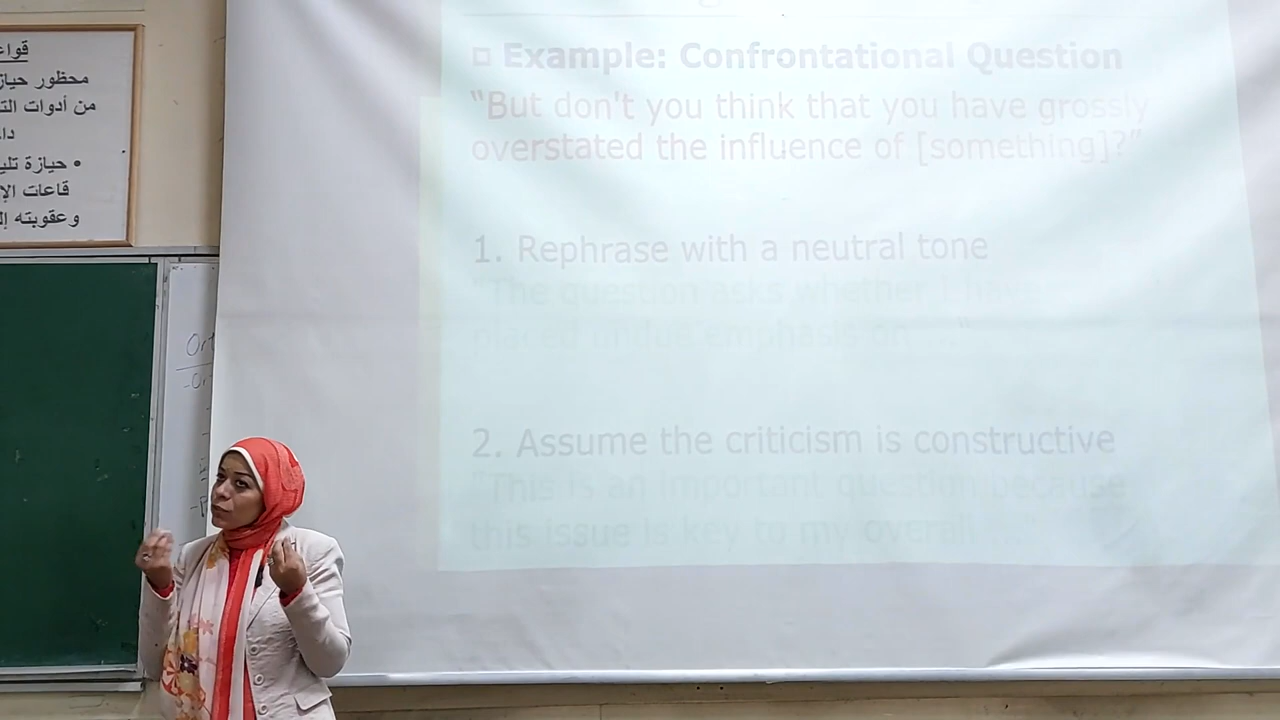 محظور حياز
من أدوات الت
• حيازة تلي
قاعات الإ
وعقوبته إل
Example: Confrontational Question
“But don't you think that you have grossly
overstated the influence of [something]?”
1. Rephrase with a neutral tone
"The question asks whether I have
placed undue emphasis on ...."
2. Assume the criticism is constructive
"This is an important question because
this issue is key to my overall